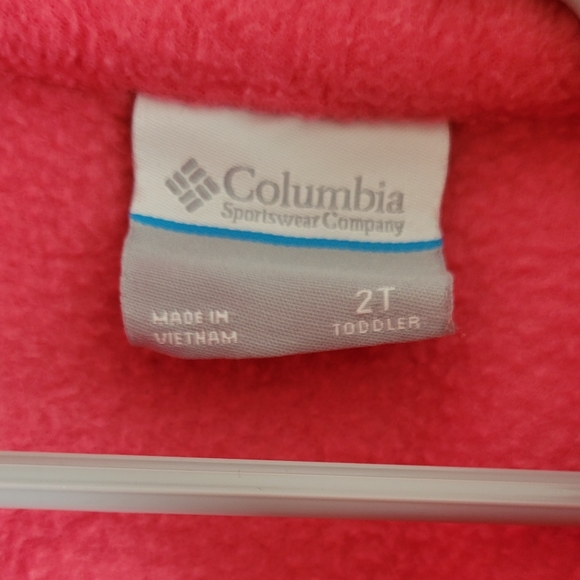 Columbia
Sportswear Company
MADE IN
VIETNAM
2T
TODDLER